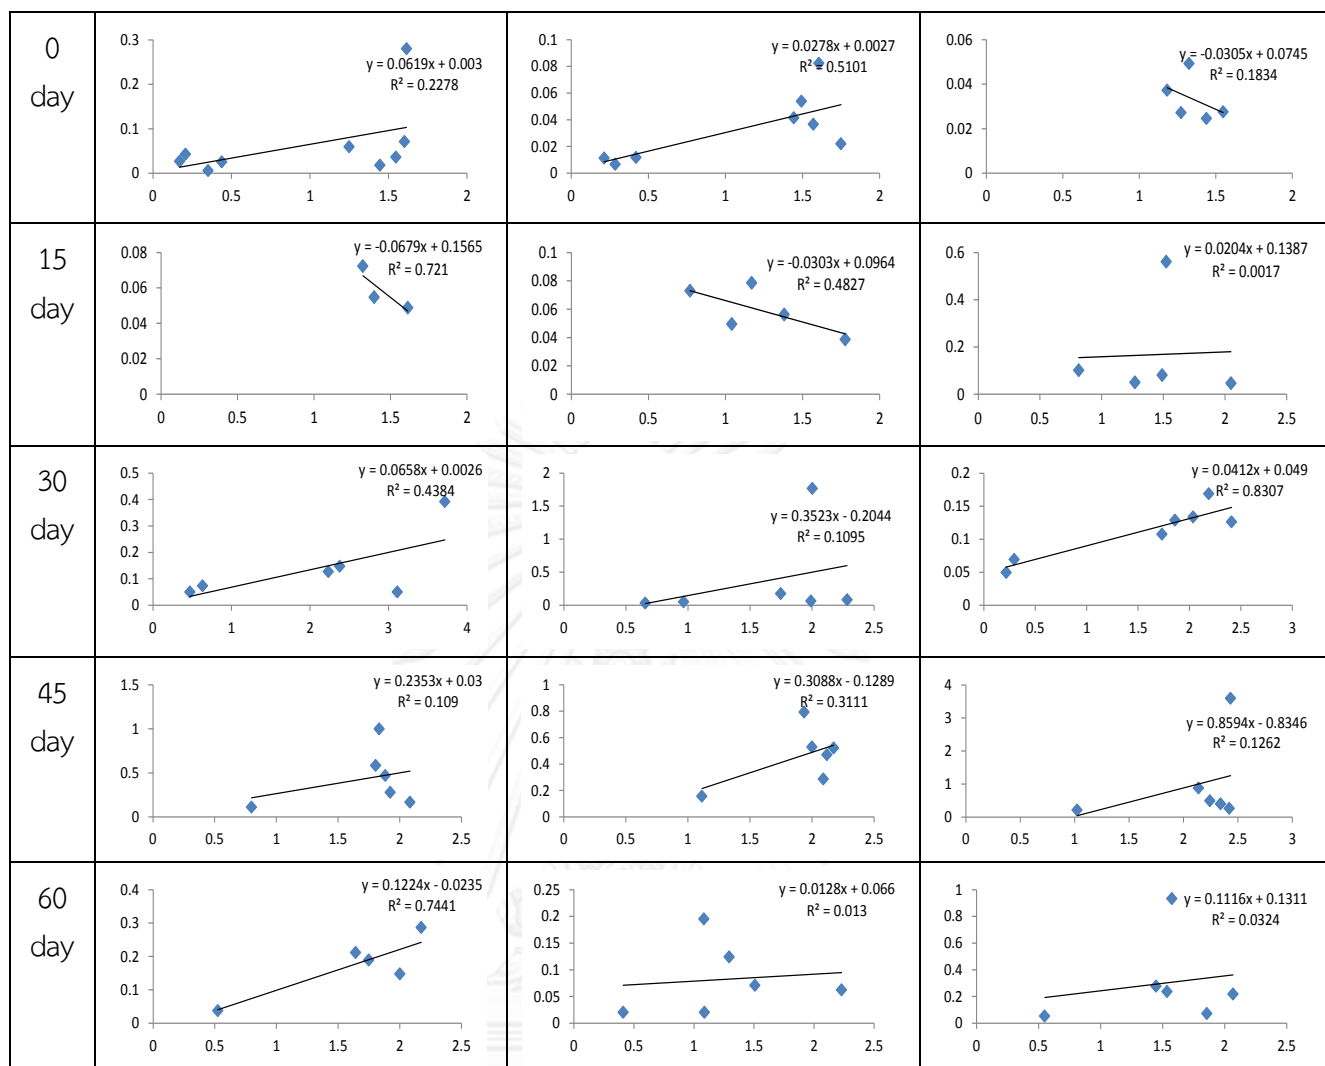 0
day
0.3
0.2
0.1
0
0 0.5 1 1.5 2
y = 0.0619x + 0.003
R² = 0.2278
0.1
0.08
0.06
0.04
0.02
0
0 0.5 1 1.5 2
y = 0.0278x + 0.0027
R² = 0.5101
0.06
0.04
0.02
0
0 0.5 1 1.5 2
y = -0.0305x + 0.0745
R² = 0.1834
15
day
0.08
0.06
0.04
0.02
0
0 0.5 1 1.5 2
y = -0.0679x + 0.1565
R² = 0.721
0.1
0.08
0.06
0.04
0.02
0
0 0.5 1 1.5 2
y = -0.0303x + 0.0964
R² = 0.4827
0.6
0.4
0.2
0
0 0.5 1 1.5 2 2.5
y = 0.0204x + 0.1387
R² = 0.0017
30
day
0.5
0.4
0.3
0.2
0.1
0
0 1 2 3 4
y = 0.0658x + 0.0026
R² = 0.4384
2
1.5
1
0.5
0
0 0.5 1 1.5 2 2.5
y = 0.3523x - 0.2044
R² = 0.1095
0.2
0.15
0.1
0.05
0
0 0.5 1 1.5 2 2.5 3
y = 0.0412x + 0.049
R² = 0.8307
45
day
1.5
1
0.5
0
0 0.5 1 1.5 2 2.5
y = 0.2353x + 0.03
R² = 0.109
1
0.8
0.6
0.4
0.2
0
0 0.5 1 1.5 2 2.5
y = 0.3088x - 0.1289
R² = 0.3111
4
3
2
1
0
0 0.5 1 1.5 2 2.5 3
y = 0.8594x - 0.8346
R² = 0.1262
60
day
0.4
0.3
0.2
0.1
0
0 0.5 1 1.5 2 2.5
y = 0.1224x - 0.0235
R² = 0.7441
0.25
0.2
0.15
0.1
0.05
0
0 0.5 1 1.5 2 2.5
y = 0.0128x + 0.066
R² = 0.013
1
0.8
0.6
0.4
0.2
0
0 0.5 1 1.5 2 2.5
y = 0.1116x + 0.1311
R² = 0.0324